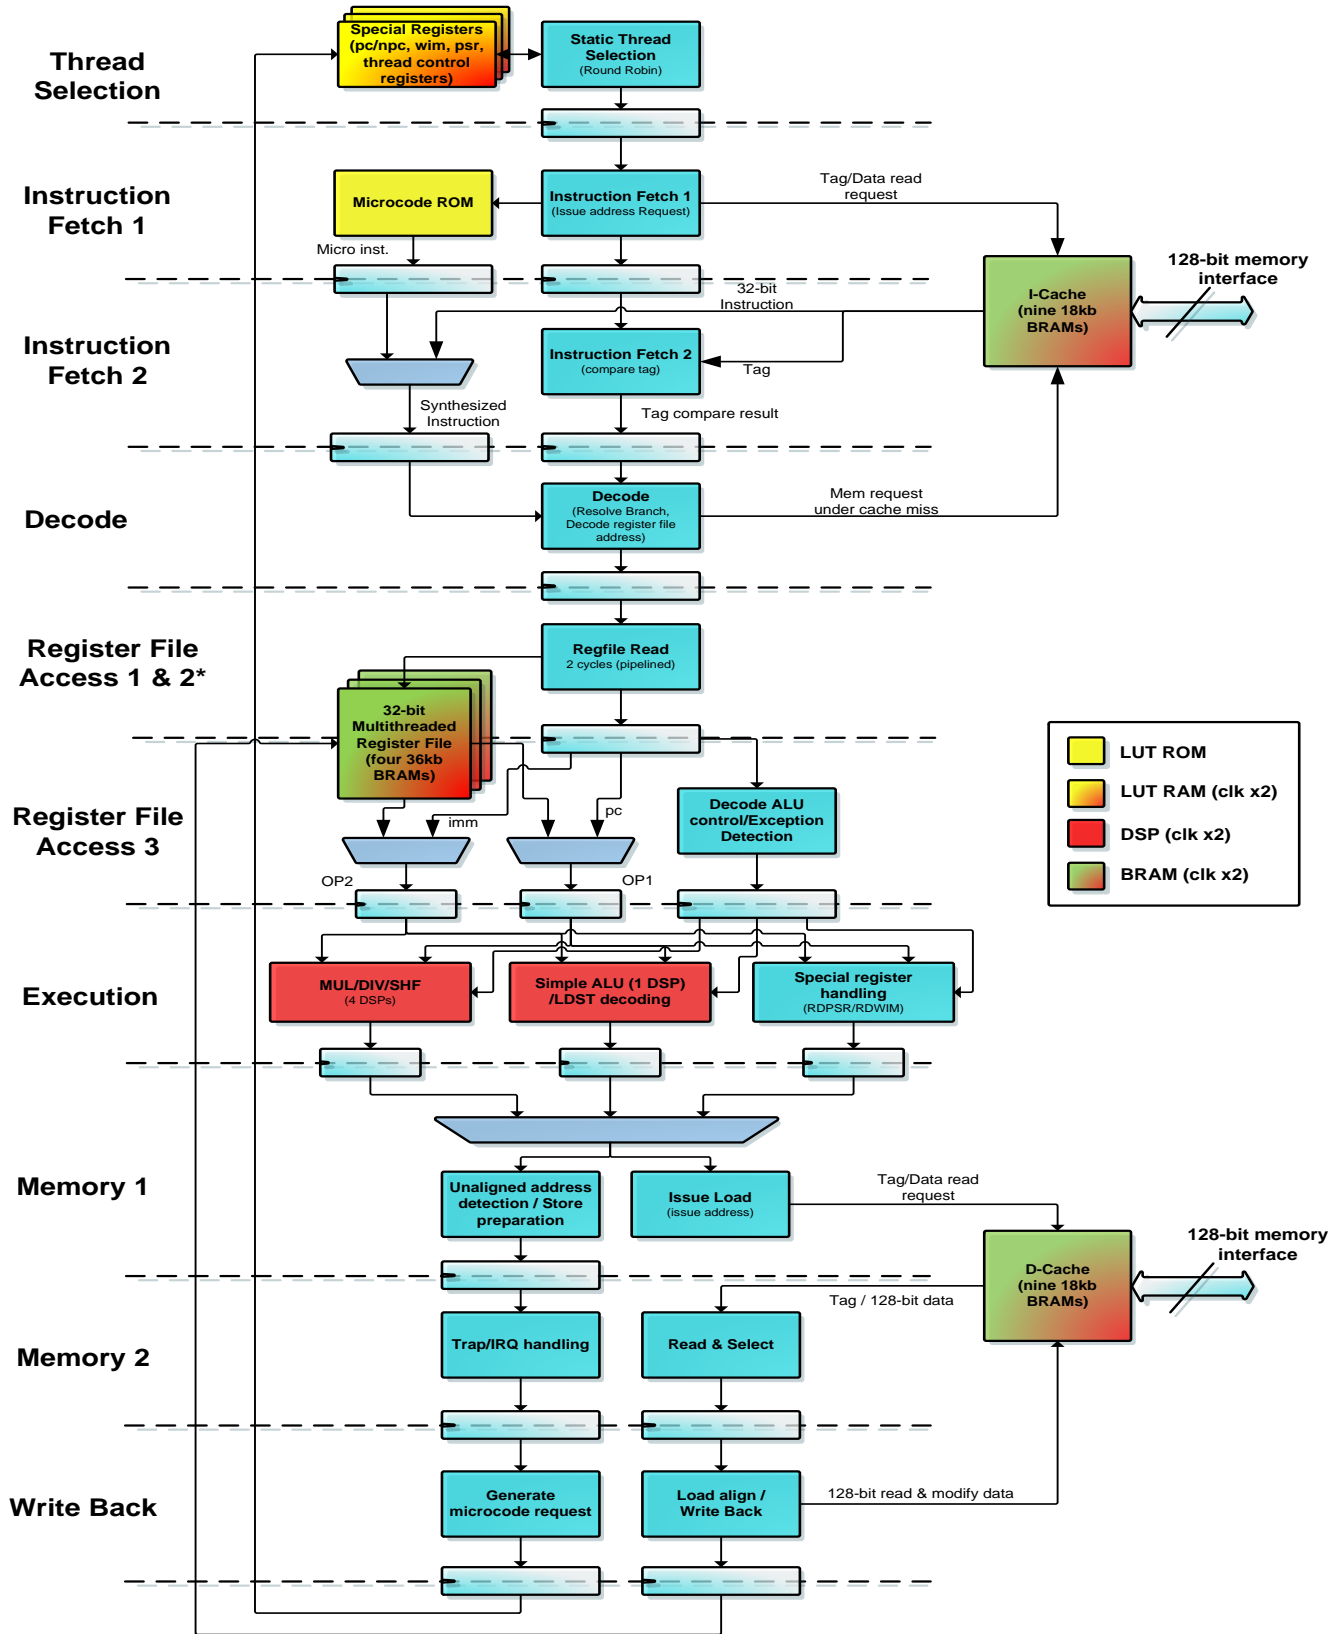 Thread
Selection
Special Registers
(pc/npc, wim, psr,
thread control
registers)
Static Thread
Selection
(Round Robin)
Instruction
Fetch 1
Microcode ROM
Instruction Fetch 1
(Issue address Request)
Tag/Data read
request
Micro inst.
128-bit memory
interface
I-Cache
(nine 18kb
BRAMs)
32-bit
Instruction
Instruction
Fetch 2
Instruction Fetch 2
(compare tag)
Tag
Synthesized
Instruction
Tag compare result
Decode
Decode
(Resolve Branch,
Decode register file
address)
Mem request
under cache miss
Register File
Access 1 & 2*
Regfile Read
2 cycles (pipelined)
32-bit
Multithreaded
Register File
(four 36kb
BRAMs)
LUT ROM
LUT RAM (clk x2)
DSP (clk x2)
BRAM (clk x2)
Register File
Access 3
imm
pc
Decode ALU
control/Exception
Detection
OP2
OP1
Execution
MUL/DIV/SHF
(4 DSPs)
Simple ALU (1 DSP)
/LDST decoding
Special register
handling
(RDPSR/RDWIM)
Memory 1
Unaligned address
detection / Store
preparation
Issue Load
(issue address)
Tag/Data read
request
128-bit memory
interface
D-Cache
(nine 18kb
BRAMs)
Tag / 128-bit data
Memory 2
Trap/IRQ handling
Read & Select
Write Back
Generate
microcode request
Load align /
Write Back
128-bit read & modify data